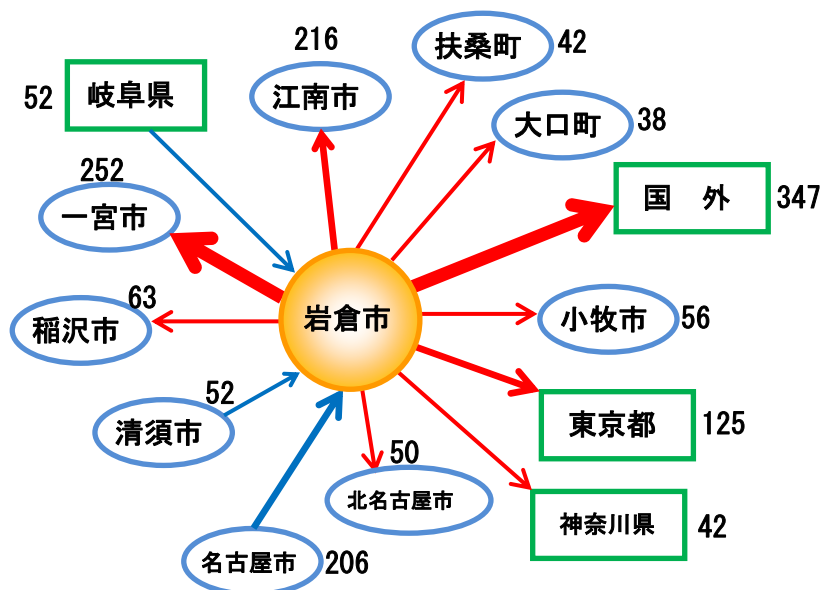 216
扶桑町 42
岐阜県
52
江南市
大口町 38
252
国　外 347
一宮市
63
岩倉市
稲沢市
小牧市 56
52
清須市
東京都 125
50
北名古屋市
神奈川県 42
名古屋市 206